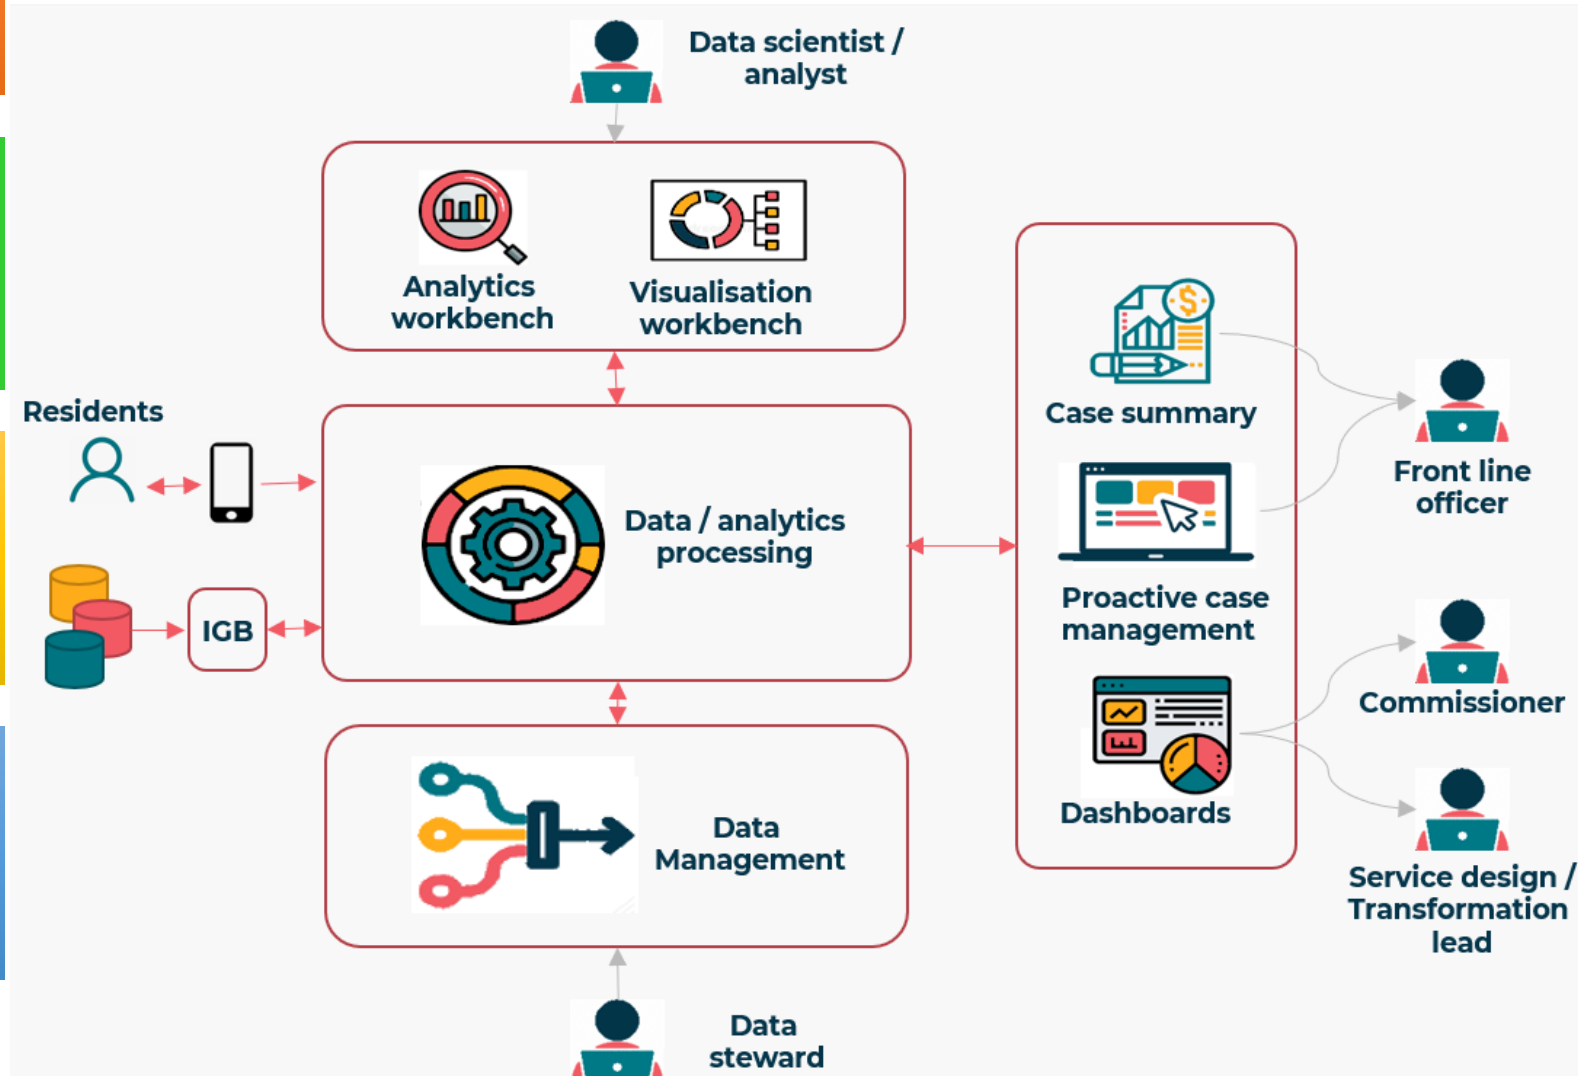 Data scientist /
analyst
Analytics
workbench
Visualisation
workbench
Residents
IGB
Data / analytics
processing
Data
Management
Data
steward
Case summary
Proactive case
management
Dashboards
Front line
officer
Commissioner
Service design /
Transformation
lead